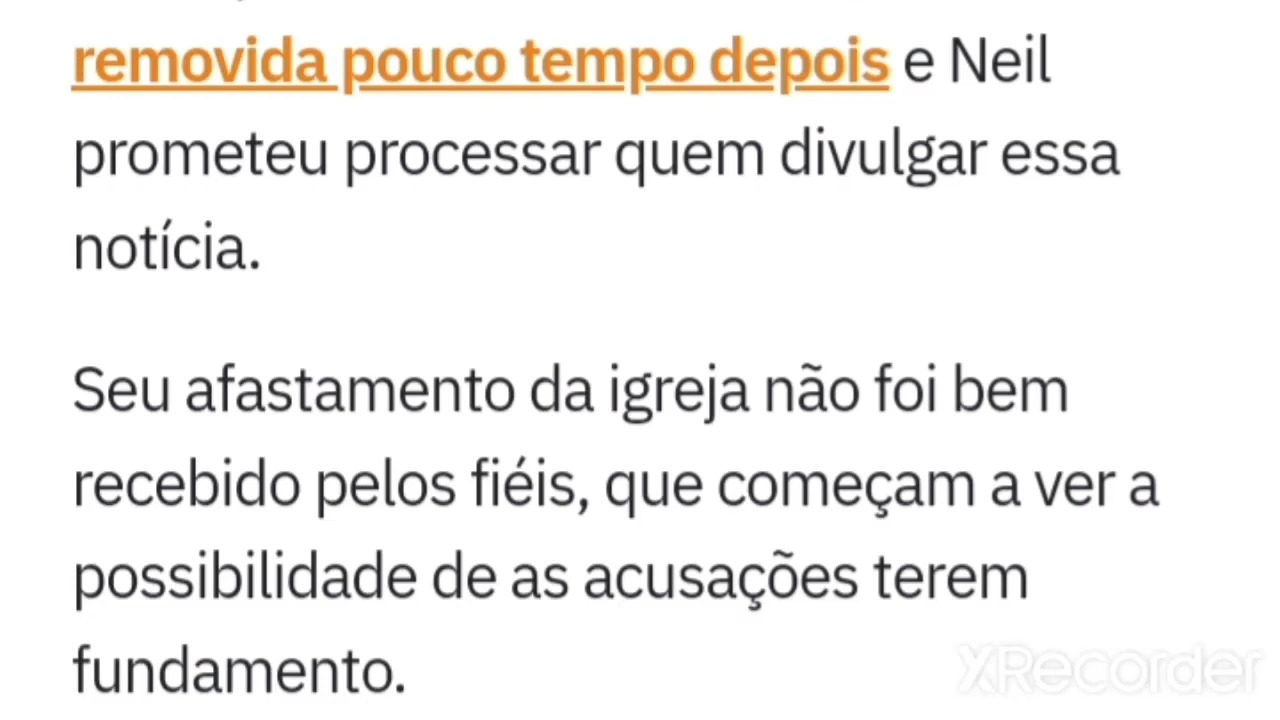 removida pouco tempo depois e Neil
prometeu processar quem divulgar essa
notícia.
Seu afastamento da igreja não foi bem
recebido pelos fiéis, que começam a ver a
possibilidade de as acusações terem
fundamento.
XRecorder